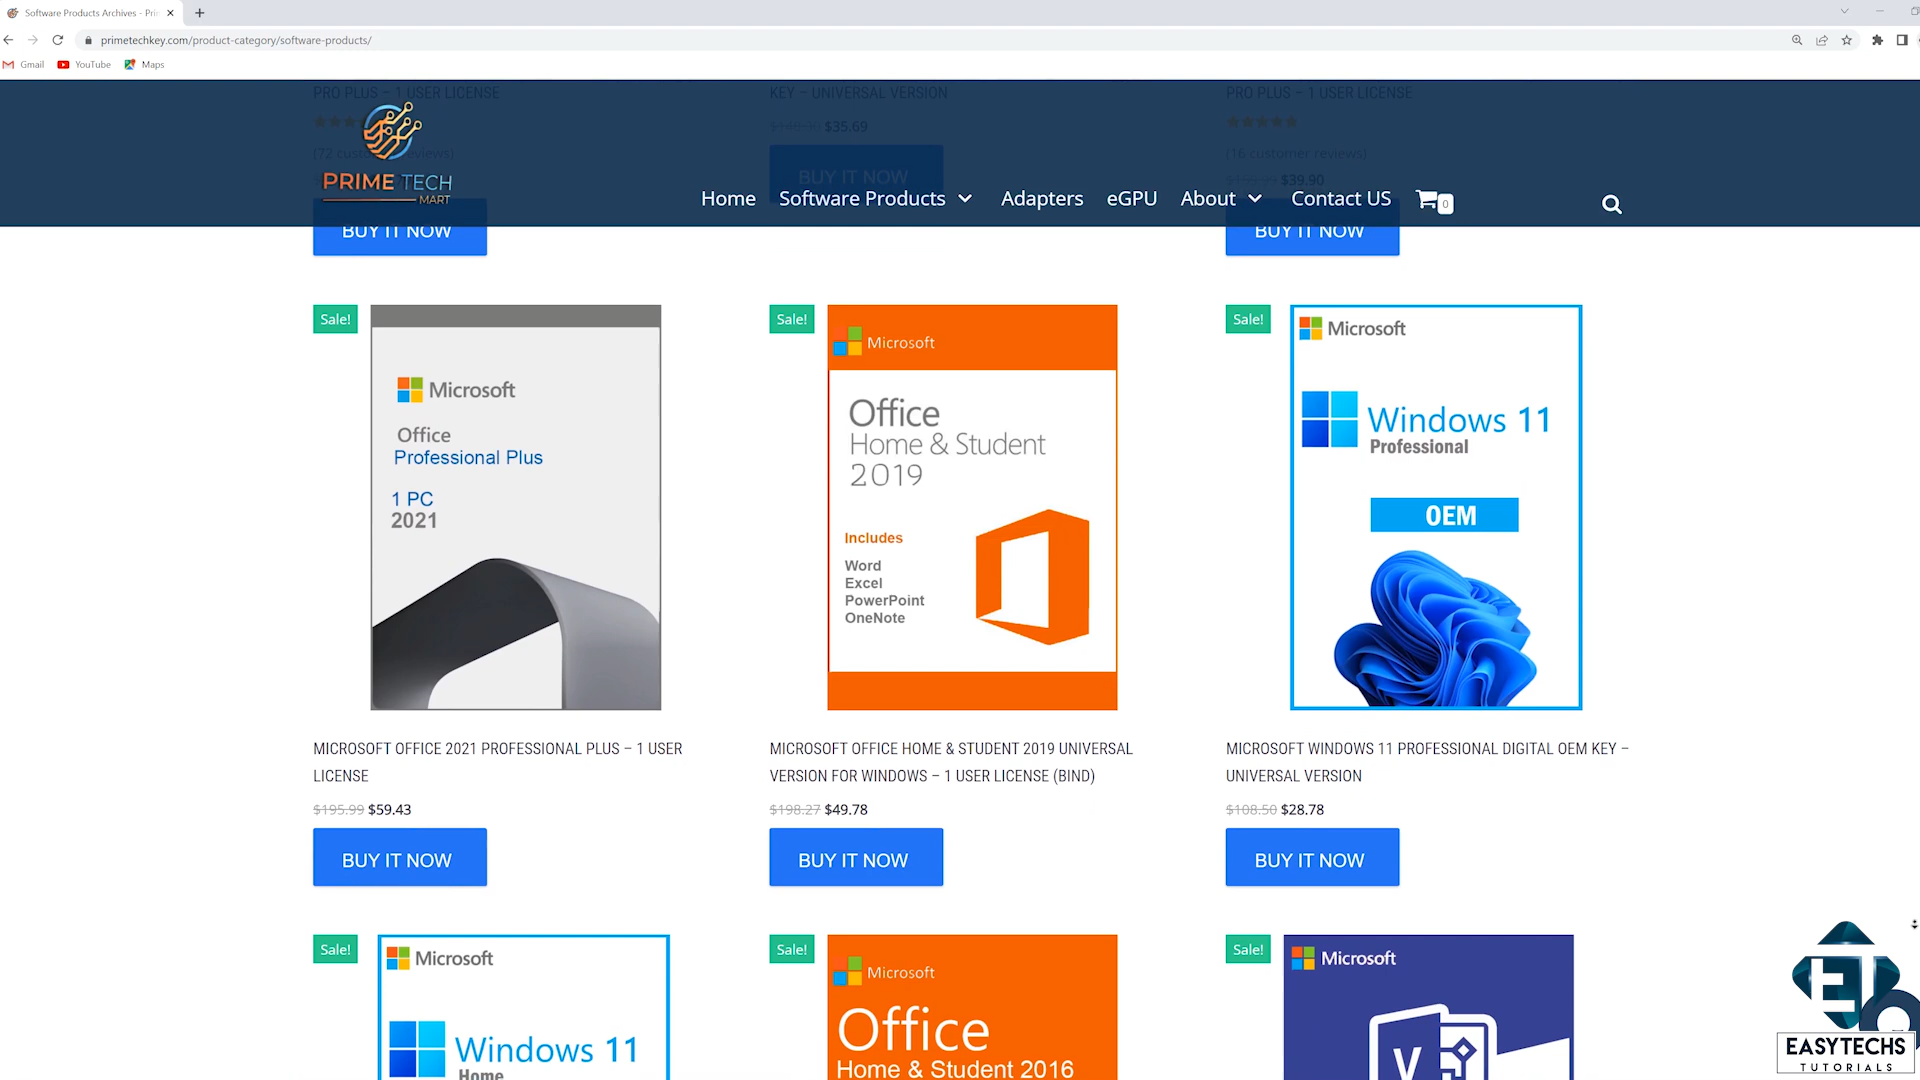 Software Products Archives - Pri
primetechkey.com/product-category/software-products/
Gmail YouTube Maps
PRO PLUS – 1 USER LICENSE
(72 customer reviews)
KEY – UNIVERSAL VERSION
$35.69
BUY IT NOW
PRO PLUS – 1 USER LICENSE
(16 customer reviews)
$39.90
PRIME TECH
MART
Home Software Products Adapters eGPU About Contact US 0
BUY IT NOW
BUY IT NOW
Sale!
Microsoft
Office
Professional Plus
1 PC
2021
MICROSOFT OFFICE 2021 PROFESSIONAL PLUS – 1 USER
LICENSE
$195.99 $59.43
BUY IT NOW
Sale!
Microsoft
Office
Home & Student
2019
Includes
Word
Excel
PowerPoint
OneNote
MICROSOFT OFFICE HOME & STUDENT 2019 UNIVERSAL
VERSION FOR WINDOWS – 1 USER LICENSE (BIND)
$198.27 $49.78
BUY IT NOW
Sale!
Microsoft
Windows 11
Professional
OEM
MICROSOFT WINDOWS 11 PROFESSIONAL DIGITAL OEM KEY –
UNIVERSAL VERSION
$108.50 $28.78
BUY IT NOW
Sale!
Microsoft
Windows 11
Home
Sale!
Microsoft
Office
Home & Student 2016
Sale!
Microsoft
V
ET
EASYTECHS
TUTORIALS